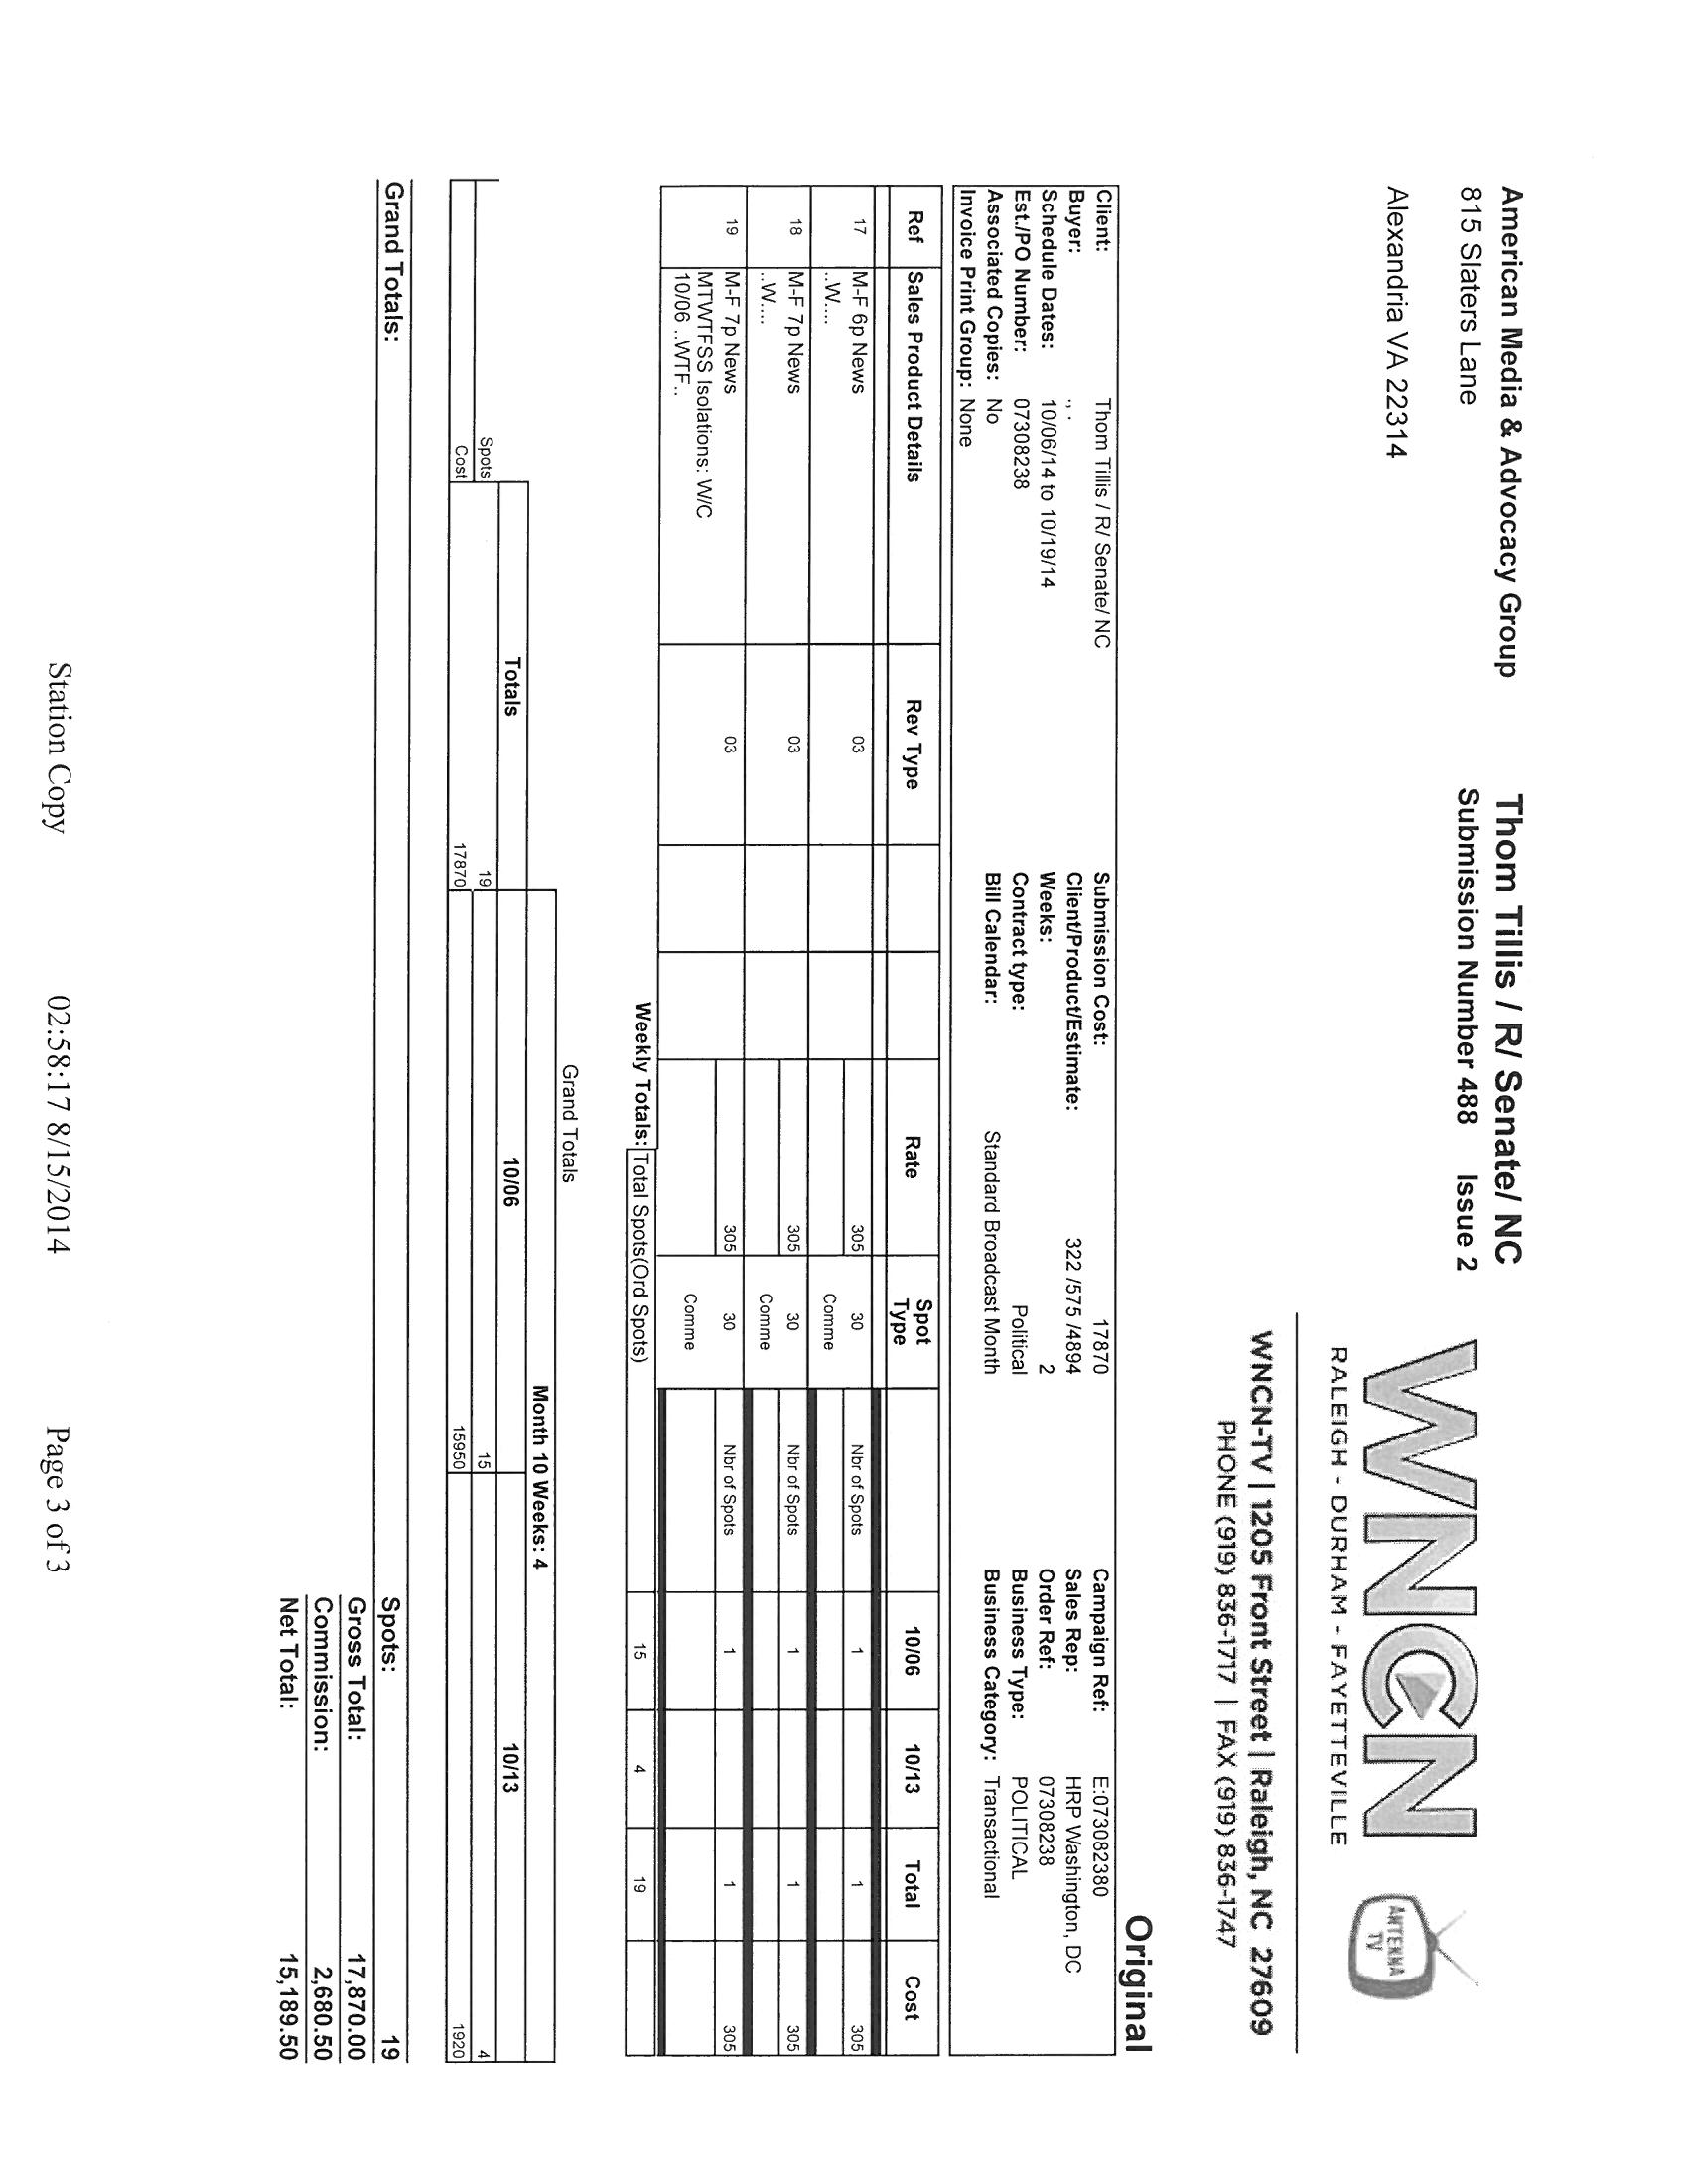 American Media & Advocacy Group
815 Slaters Lane
Alexandria VA 22314
Thom Tillis / R/ Senate/ NC
Submission Number 488 Issue 2
WNCN
RALEIGH - DURHAM - FAYETTEVILLE
ANTENNA
TV
WNCN-TV | 1205 Front Street | Raleigh, NC 27609
PHONE (919) 836-1717 | FAX (919) 836-1747
Original
Client: Thom Tillis / R/ Senate/ NC Submission Cost: 17870 Campaign Ref: E:073082380
Buyer: ., . Client/Product/Estimate: 322 /575 /4894 Sales Rep: HRP Washington, DC
Schedule Dates: 10/06/14 to 10/19/14 Weeks: 2 Order Ref: 07308238
Est./PO Number: 07308238 Contract type: Political Business Type: POLITICAL
Associated Copies: No Bill Calendar: Standard Broadcast Month Business Category: Transactional
Invoice Print Group: None
Ref Sales Product Details Rev Type Rate Spot Type 10/06 10/13 Total Cost
17 M-F 6p News 03 305 30 Nbr of Spots 1 1 305
..W.... Comme
18 M-F 7p News 03 305 30 Nbr of Spots 1 1 305
..W.... Comme
19 M-F 7p News 03 305 30 Nbr of Spots 1 1 305
MTWTFSS Isolations: W/C
10/06 ..WTF.. Comme
Weekly Totals: Total Spots(Ord Spots) 15 4 19
Grand Totals
Month 10 Weeks: 4
Totals 10/06 10/13
Spots 19 15 4
Cost 17870 15950 1920
Grand Totals: Spots: 19
Gross Total: 17,870.00
Commission: 2,680.50
Net Total: 15,189.50
Station Copy 02:58:17 8/15/2014 Page 3 of 3